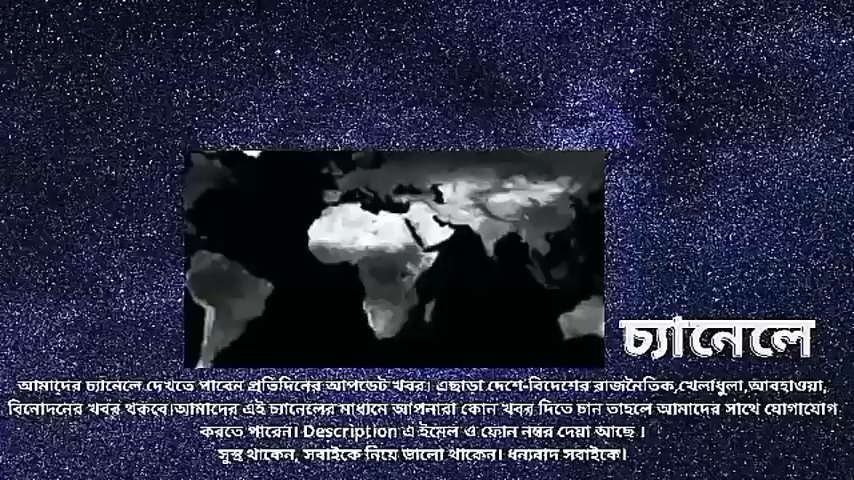 চ্যানেলে
আমাদের চ্যানেলে দেখতে পাবেন প্রতিদিনের আপডেট খবর। এছাড়া দেশে-বিদেশের রাজনৈতিক,খেলাধুলা,আবহাওয়া,
বিনোদনের খবর থকবে।আমাদের এই চ্যানেলের মাধ্যমে আপনারা কোন খবর দিতে চান তাহলে আমাদের সাথে যোগাযোগ
করতে পারেন। Description এ ইমেল ও ফোন নম্বর দেয়া আছে ।
সুস্থ থাকেন, সবাইকে নিয়ে ভালো থাকেন। ধন্যবাদ সবাইকে।